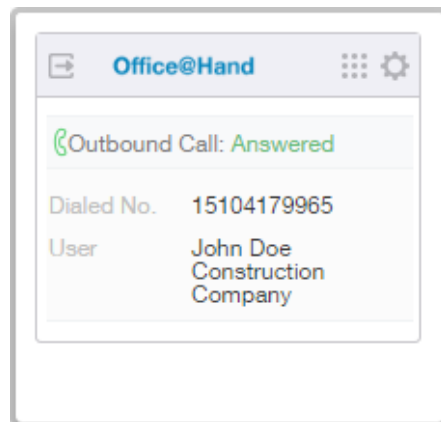 Office@Hand
Outbound Call: Answered
Dialed No. 15104179965
User John Doe
Construction
Company